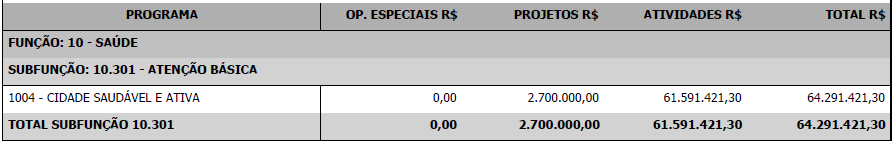 PROGRAMA OP. ESPECIAIS R$ PROJETOS R$ ATIVIDADES R$ TOTAL R$
FUNÇÃO: 10 - SAÚDE
SUBFUNÇÃO: 10.301 - ATENÇÃO BÁSICA
1004 - CIDADE SAUDÁVEL E ATIVA 0,00 2.700.000,00 61.591.421,30 64.291.421,30
TOTAL SUBFUNÇÃO 10.301 0,00 2.700.000,00 61.591.421,30 64.291.421,30